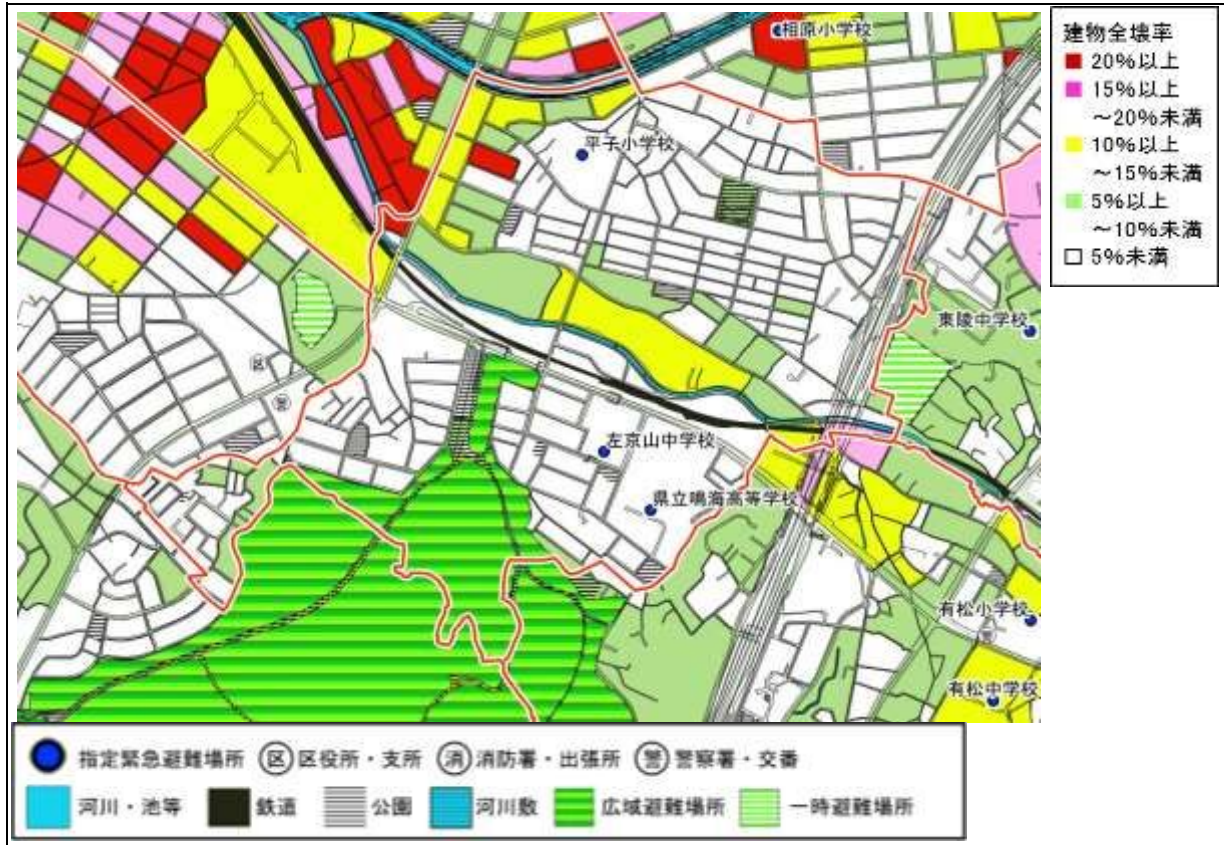 相原小学校
平子小学校
東陵中学校
区
警
左京山中学校
県立鳴海高等学校
有松小学校
警
有松中学校
建物全壊率
20%以上
15%以上
～20%未満
10%以上
～15%未満
5%以上
～10%未満
5%未満
指定緊急避難場所 区 区役所・支所 消 消防署・出張所 警 警察署・交番
河川・池等 鉄道 公園 河川敷 広域避難場所 一時避難場所